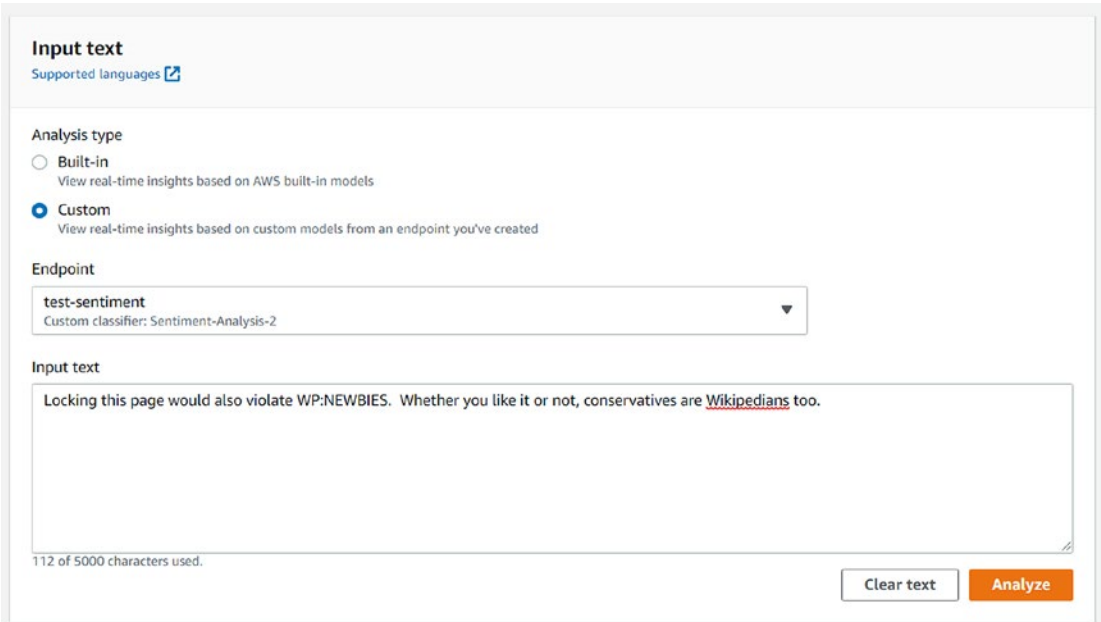 Input text
Supported languages
Analysis type
Built-in
View real-time insights based on AWS built-in models
Custom
View real-time insights based on custom models from an endpoint you've created
Endpoint
test-sentiment
Custom classifier: Sentiment-Analysis-2
Input text
Locking this page would also violate WP:NEWBIES.  Whether you like it or not, conservatives are Wikipedians too.
112 of 5000 characters used.
Clear text Analyze